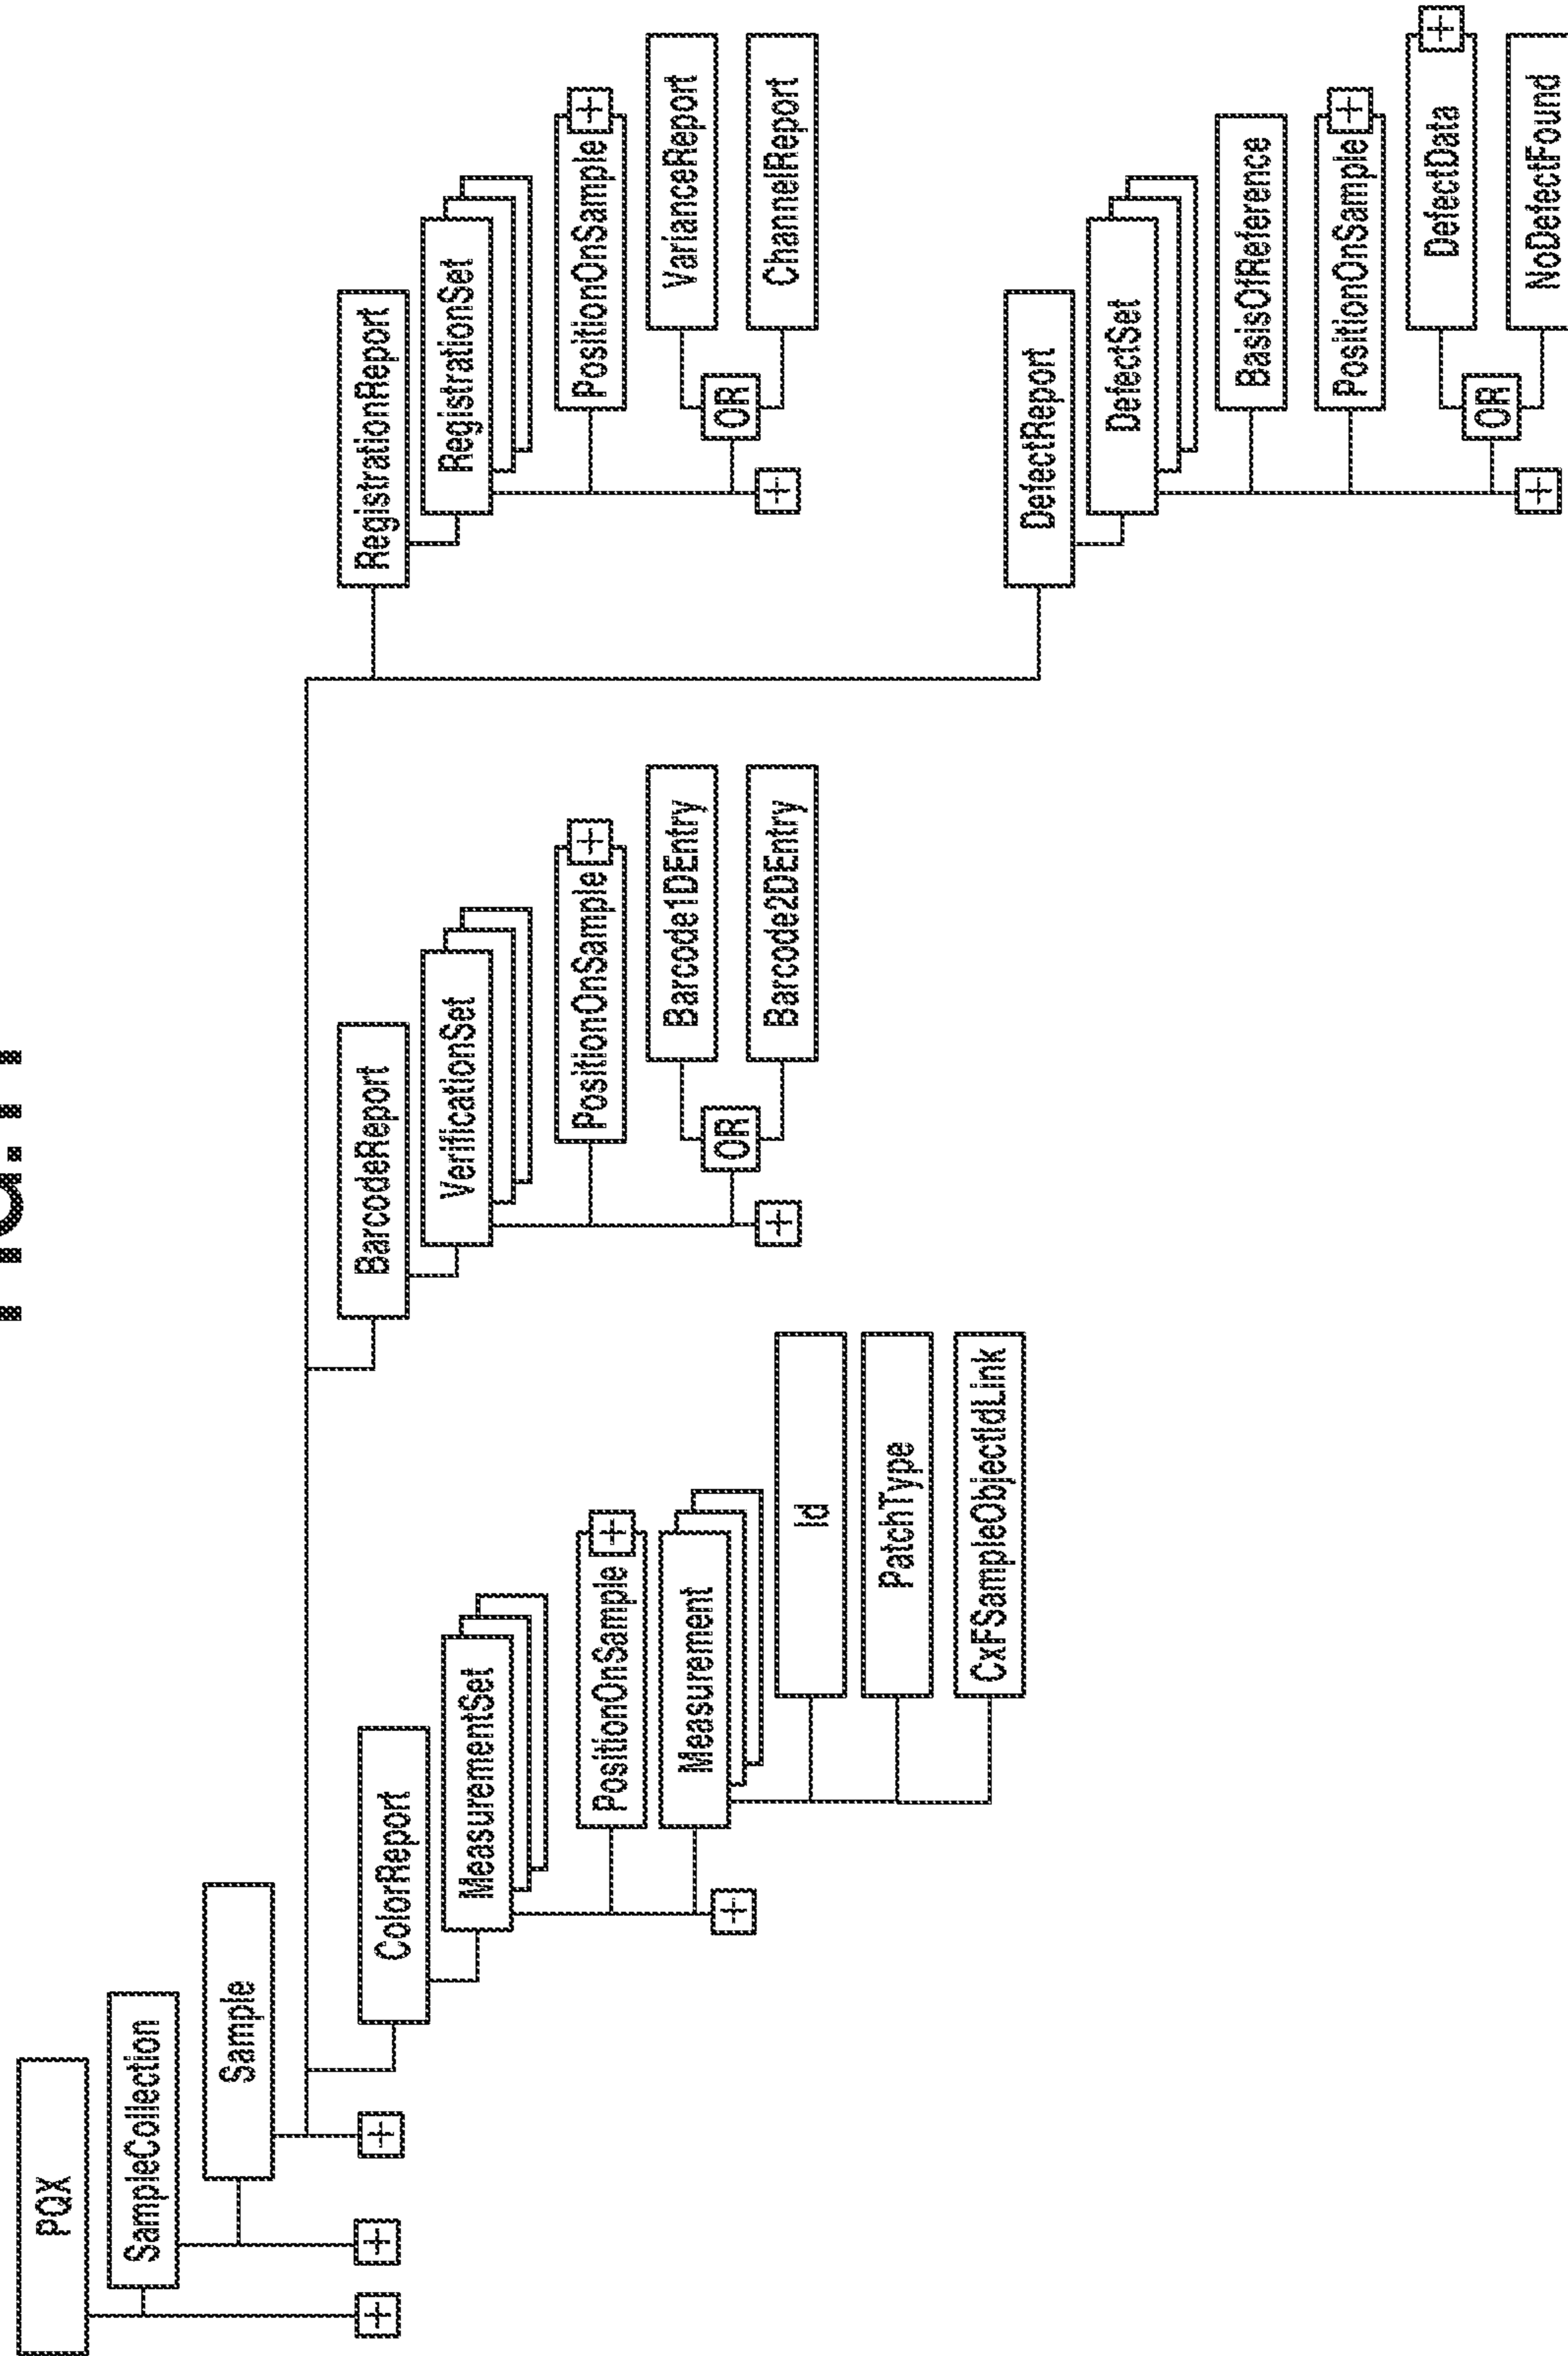 PQX
SampleCollection
Sample
ColorReport
MeasurementSet
PositionOnSample
Measurement
Id
PatchType
CxFSampleObjectIdLink
BarcodeReport
VerificationSet
PositionOnSample
OR
Barcode1DEntry
Barcode2DEntry
RegistrationReport
RegistrationSet
PositionOnSample
OR
VarianceReport
ChannelReport
DefectReport
DefectSet
BasisOfReference
PositionOnSample
OR
DefectData
NoDefectFound